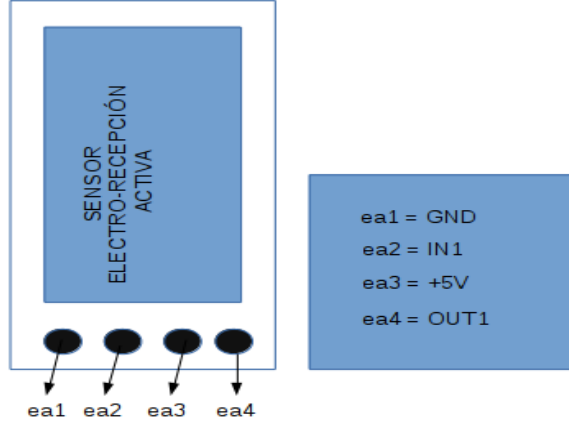 SENSOR
ELECTRO-RECEPCIÓN
ACTIVA
ea1 = GND
ea2 = IN1
ea3 = +5V
ea4 = OUT1
ea1 ea2 ea3 ea4